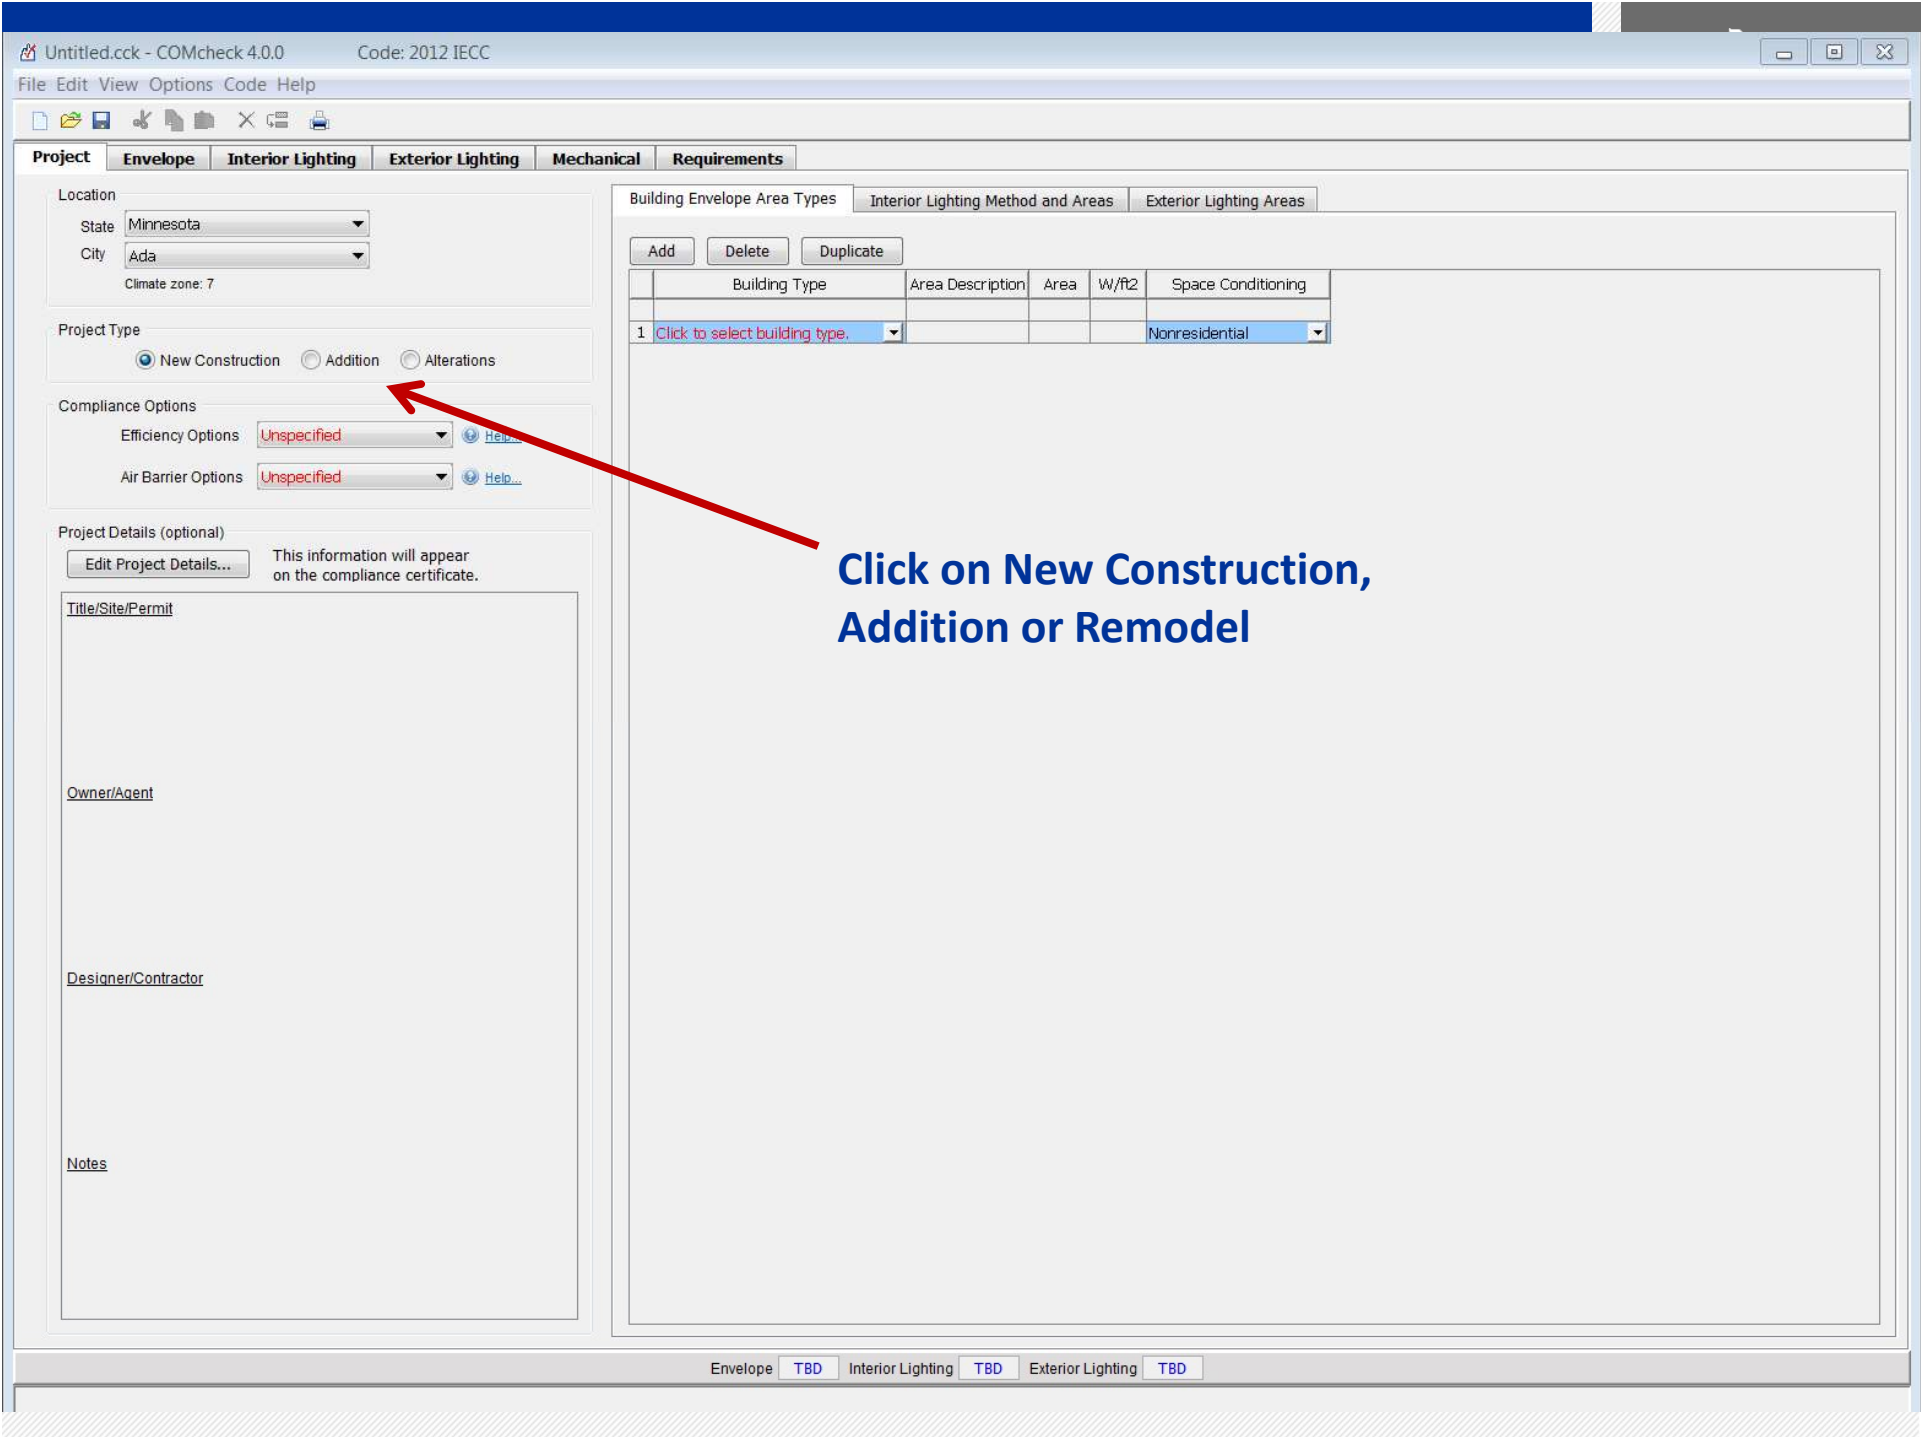 Untitled.cck - COMcheck 4.0.0 Code: 2012 IECC
File Edit View Options Code Help
Project Envelope Interior Lighting Exterior Lighting Mechanical Requirements
Location
State Minnesota
City Ada
Climate zone: 7
Project Type
New Construction Addition Alterations
Compliance Options
Efficiency Options Unspecified Help...
Air Barrier Options Unspecified Help...
Project Details (optional)
Edit Project Details... This information will appear
on the compliance certificate.
Title/Site/Permit
Owner/Agent
Designer/Contractor
Notes
Building Envelope Area Types Interior Lighting Method and Areas Exterior Lighting Areas
Add Delete Duplicate
Building Type Area Description Area W/ft2 Space Conditioning
1 Click to select building type. Nonresidential
Click on New Construction,
Addition or Remodel
Envelope TBD Interior Lighting TBD Exterior Lighting TBD